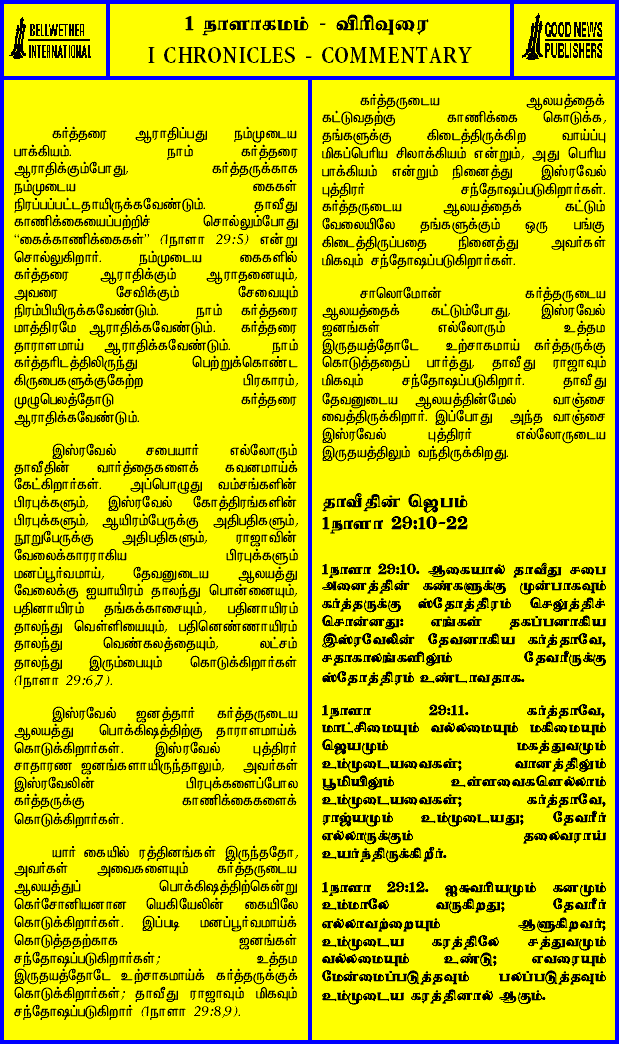 BELLWETHER
INTERNATIONAL
1 நாளாகமம் - விரிவுரை
I CHRONICLES - COMMENTARY
GOOD NEWS
PUBLISHERS
கர்த்தரை ஆராதிப்பது நம்முடைய
பாக்கியம். நாம் கர்த்தரை
ஆராதிக்கும்போது, கர்த்தருக்காக
நம்முடைய கைகள்
நிரப்பப்பட்டதாயிருக்கவேண்டும். தாவீது
காணிக்கையைப்பற்றிச் சொல்லும்போது
“கைக்காணிக்கைகள்” (1நாளா 29:5) என்று
சொல்லுகிறார். நம்முடைய கைகளில்
கர்த்தரை ஆராதிக்கும் ஆராதனையும்,
அவரை சேவிக்கும் சேவையும்
நிரம்பியிருக்கவேண்டும். நாம் கர்த்தரை
மாத்திரமே ஆராதிக்கவேண்டும். கர்த்தரை
தாராளமாய் ஆராதிக்கவேண்டும். நாம்
கர்த்தரிடத்திலிருந்து பெற்றுக்கொண்ட
கிருபைகளுக்குகேற்ற பிரகாரம்,
முழுபெலத்தோடு கர்த்தரை
ஆராதிக்கவேண்டும்.
இஸ்ரவேல் சபையார் எல்லோரும்
தாவீதின் வார்த்தைகளைக் கவனமாய்க்
கேட்கிறார்கள். அப்பொழுது வம்சங்களின்
பிரபுக்களும், இஸ்ரவேல் கோத்திரங்களின்
பிரபுக்களும், ஆயிரம்பேருக்கு அதிபதிகளும்,
நூறுபேருக்கு அதிபதிகளும், ராஜாவின்
வேலைக்காரராகிய பிரபுக்களும்
மனப்பூர்வமாய், தேவனுடைய ஆலயத்து
வேலைக்கு ஐயாயிரம் தாலந்து பொன்னையும்,
பதினாயிரம் தங்கக்காசையும், பதினாயிரம்
தாலந்து வெள்ளியையும், பதினெண்ணாயிரம்
தாலந்து வெண்கலத்தையும், லட்சம்
தாலந்து இரும்பையும் கொடுக்கிறார்கள்
(1நாளா 29:6,7).
இஸ்ரவேல் ஜனத்தார் கர்த்தருடைய
ஆலயத்து பொக்கிஷத்திற்கு தாராளமாய்க்
கொடுக்கிறார்கள். இஸ்ரவேல் புத்திரர்
சாதாரண ஜனங்களாயிருந்தாலும், அவர்கள்
இஸ்ரவேலின் பிரபுக்களைப்போல
கர்த்தருக்கு காணிக்கைகளைக்
கொடுக்கிறார்கள்.
யார் கையில் ரத்தினங்கள் இருந்ததோ,
அவர்கள் அவைகளையும் கர்த்தருடைய
ஆலயத்துப் பொக்கிஷத்திற்கென்று
கெர்சோனியனான யெகியேலின் கையிலே
கொடுக்கிறார்கள். இப்படி மனப்பூர்வமாய்க்
கொடுத்ததற்காக ஜனங்கள்
சந்தோஷப்படுகிறார்கள்; உத்தம
இருதயத்தோடே உற்சாகமாய்க் கர்த்தருக்குக்
கொடுக்கிறார்கள்; தாவீது ராஜாவும் மிகவும்
சந்தோஷப்படுகிறார் (1நாளா 29:8,9).
கர்த்தருடைய ஆலயத்தைக்
கட்டுவதற்கு காணிக்கை கொடுக்க,
தங்களுக்கு கிடைத்திருக்கிற வாய்ப்பு
மிகப்பெரிய சிலாக்கியம் என்றும், அது பெரிய
பாக்கியம் என்றும் நினைத்து இஸ்ரவேல்
புத்திரர் சந்தோஷப்படுகிறார்கள்.
கர்த்தருடைய ஆலயத்தைக் கட்டும்
வேலையிலே தங்களுக்கும் ஒரு பங்கு
கிடைத்திருப்பதை நினைத்து அவர்கள்
மிகவும் சந்தோஷப்படுகிறார்கள்.
சாலொமோன் கர்த்தருடைய
ஆலயத்தைக் கட்டும்போது, இஸ்ரவேல்
ஜனங்கள் எல்லோரும் உத்தம
இருதயத்தோடே உற்சாகமாய் கர்த்தருக்கு
கொடுத்ததைப் பார்த்து, தாவீது ராஜாவும்
மிகவும் சந்தோஷப்படுகிறார். தாவீது
தேவனுடைய ஆலயத்தின்மேல் வாஞ்சை
வைத்திருக்கிறார். இப்போது அந்த வாஞ்சை
இஸ்ரவேல் புத்திரர் எல்லோருடைய
இருதயத்திலும் வந்திருக்கிறது.
தாவீதின் ஜெபம்
1நாளா 29:10-22
1நாளா 29:10. ஆகையால் தாவீது சபை
அனைத்தின் கண்களுக்கு முன்பாகவும்
கர்த்தருக்கு ஸ்தோத்திரம் செலுத்திச்
சொன்னது: எங்கள் தகப்பனாகிய
இஸ்ரவேலின் தேவனாகிய கர்த்தாவே,
சதாகாலங்களிலும் தேவரீருக்கு
ஸ்தோத்திரம் உண்டாவதாக.
1நாளா 29:11. கர்த்தாவே,
மாட்சிமையும் வல்லமையும் மகிமையும்
ஜெயமும் மகத்துவமும்
உம்முடையவைகள்; வானத்திலும்
பூமியிலும் உள்ளவைகளெல்லாம்
உம்முடையவைகள்; கர்த்தாவே,
ராஜ்யமும் உம்முடையது; தேவரீர்
எல்லாருக்கும் தலைவராய்
உயர்ந்திருக்கிறீர்.
1நாளா 29:12. ஐசுவரியமும் கனமும்
உம்மாலே வருகிறது; தேவரீர்
எல்லாவற்றையும் ஆளுகிறவர்;
உம்முடைய கரத்திலே சத்துவமும்
வல்லமையும் உண்டு; எவரையும்
மேன்மைப்படுத்தவும் பலப்படுத்தவும்
உம்முடைய கரத்தினால் ஆகும்.